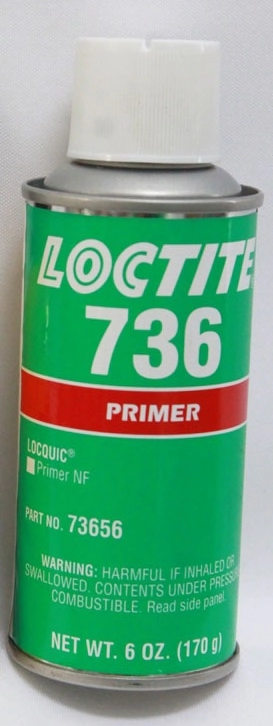 LOCTITE
736
PRIMER
LOCQUIC®
Primer NF
PART NO. 73656
WARNING: HARMFUL IF INHALED OR
SWALLOWED. CONTENTS UNDER PRESSURE
COMBUSTIBLE. Read side panel.
NET WT. 6 OZ. (170 g)